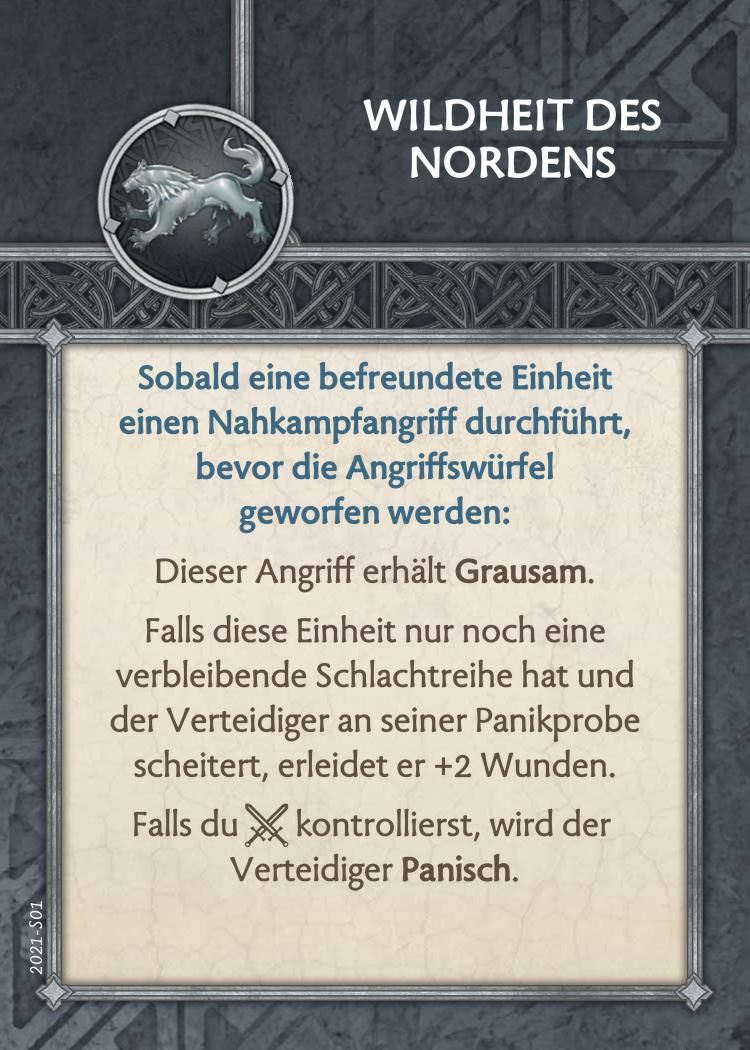 WILDHEIT DES
NORDENS
Sobald eine befreundete Einheit
einen Nahkampfangriff durchführt,
bevor die Angriffswürfel
geworfen werden:
Dieser Angriff erhält Grausam.
Falls diese Einheit nur noch eine
verbleibende Schlachtreihe hat und
der Verteidiger an seiner Panikprobe
scheitert, erleidet er +2 Wunden.
Falls du kontrollierst, wird der
Verteidiger Panisch.
2021-S01